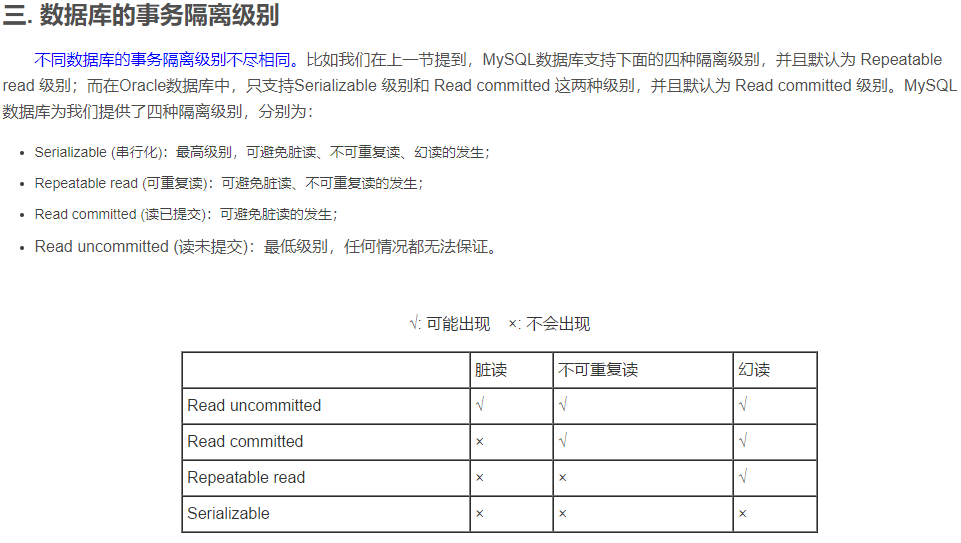 三. 数据库的事务隔离级别
不同数据库的事务隔离级别不尽相同。比如我们在上一节提到，MySQL数据库支持下面的四种隔离级别，并且默认为 Repeatable
read 级别；而在Oracle数据库中，只支持Serializable 级别和 Read committed 这两种级别，并且默认为 Read committed 级别。MySQL
数据库为我们提供了四种隔离级别，分别为：
• Serializable (串行化)：最高级别，可避免脏读、不可重复读、幻读的发生；
• Repeatable read (可重复读)：可避免脏读、不可重复读的发生；
• Read committed (读已提交)：可避免脏读的发生；
• Read uncommitted (读未提交)：最低级别，任何情况都无法保证。
√: 可能出现 ×: 不会出现
脏读 不可重复读 幻读
Read uncommitted √ √ √
Read committed × √ √
Repeatable read × × √
Serializable × × ×